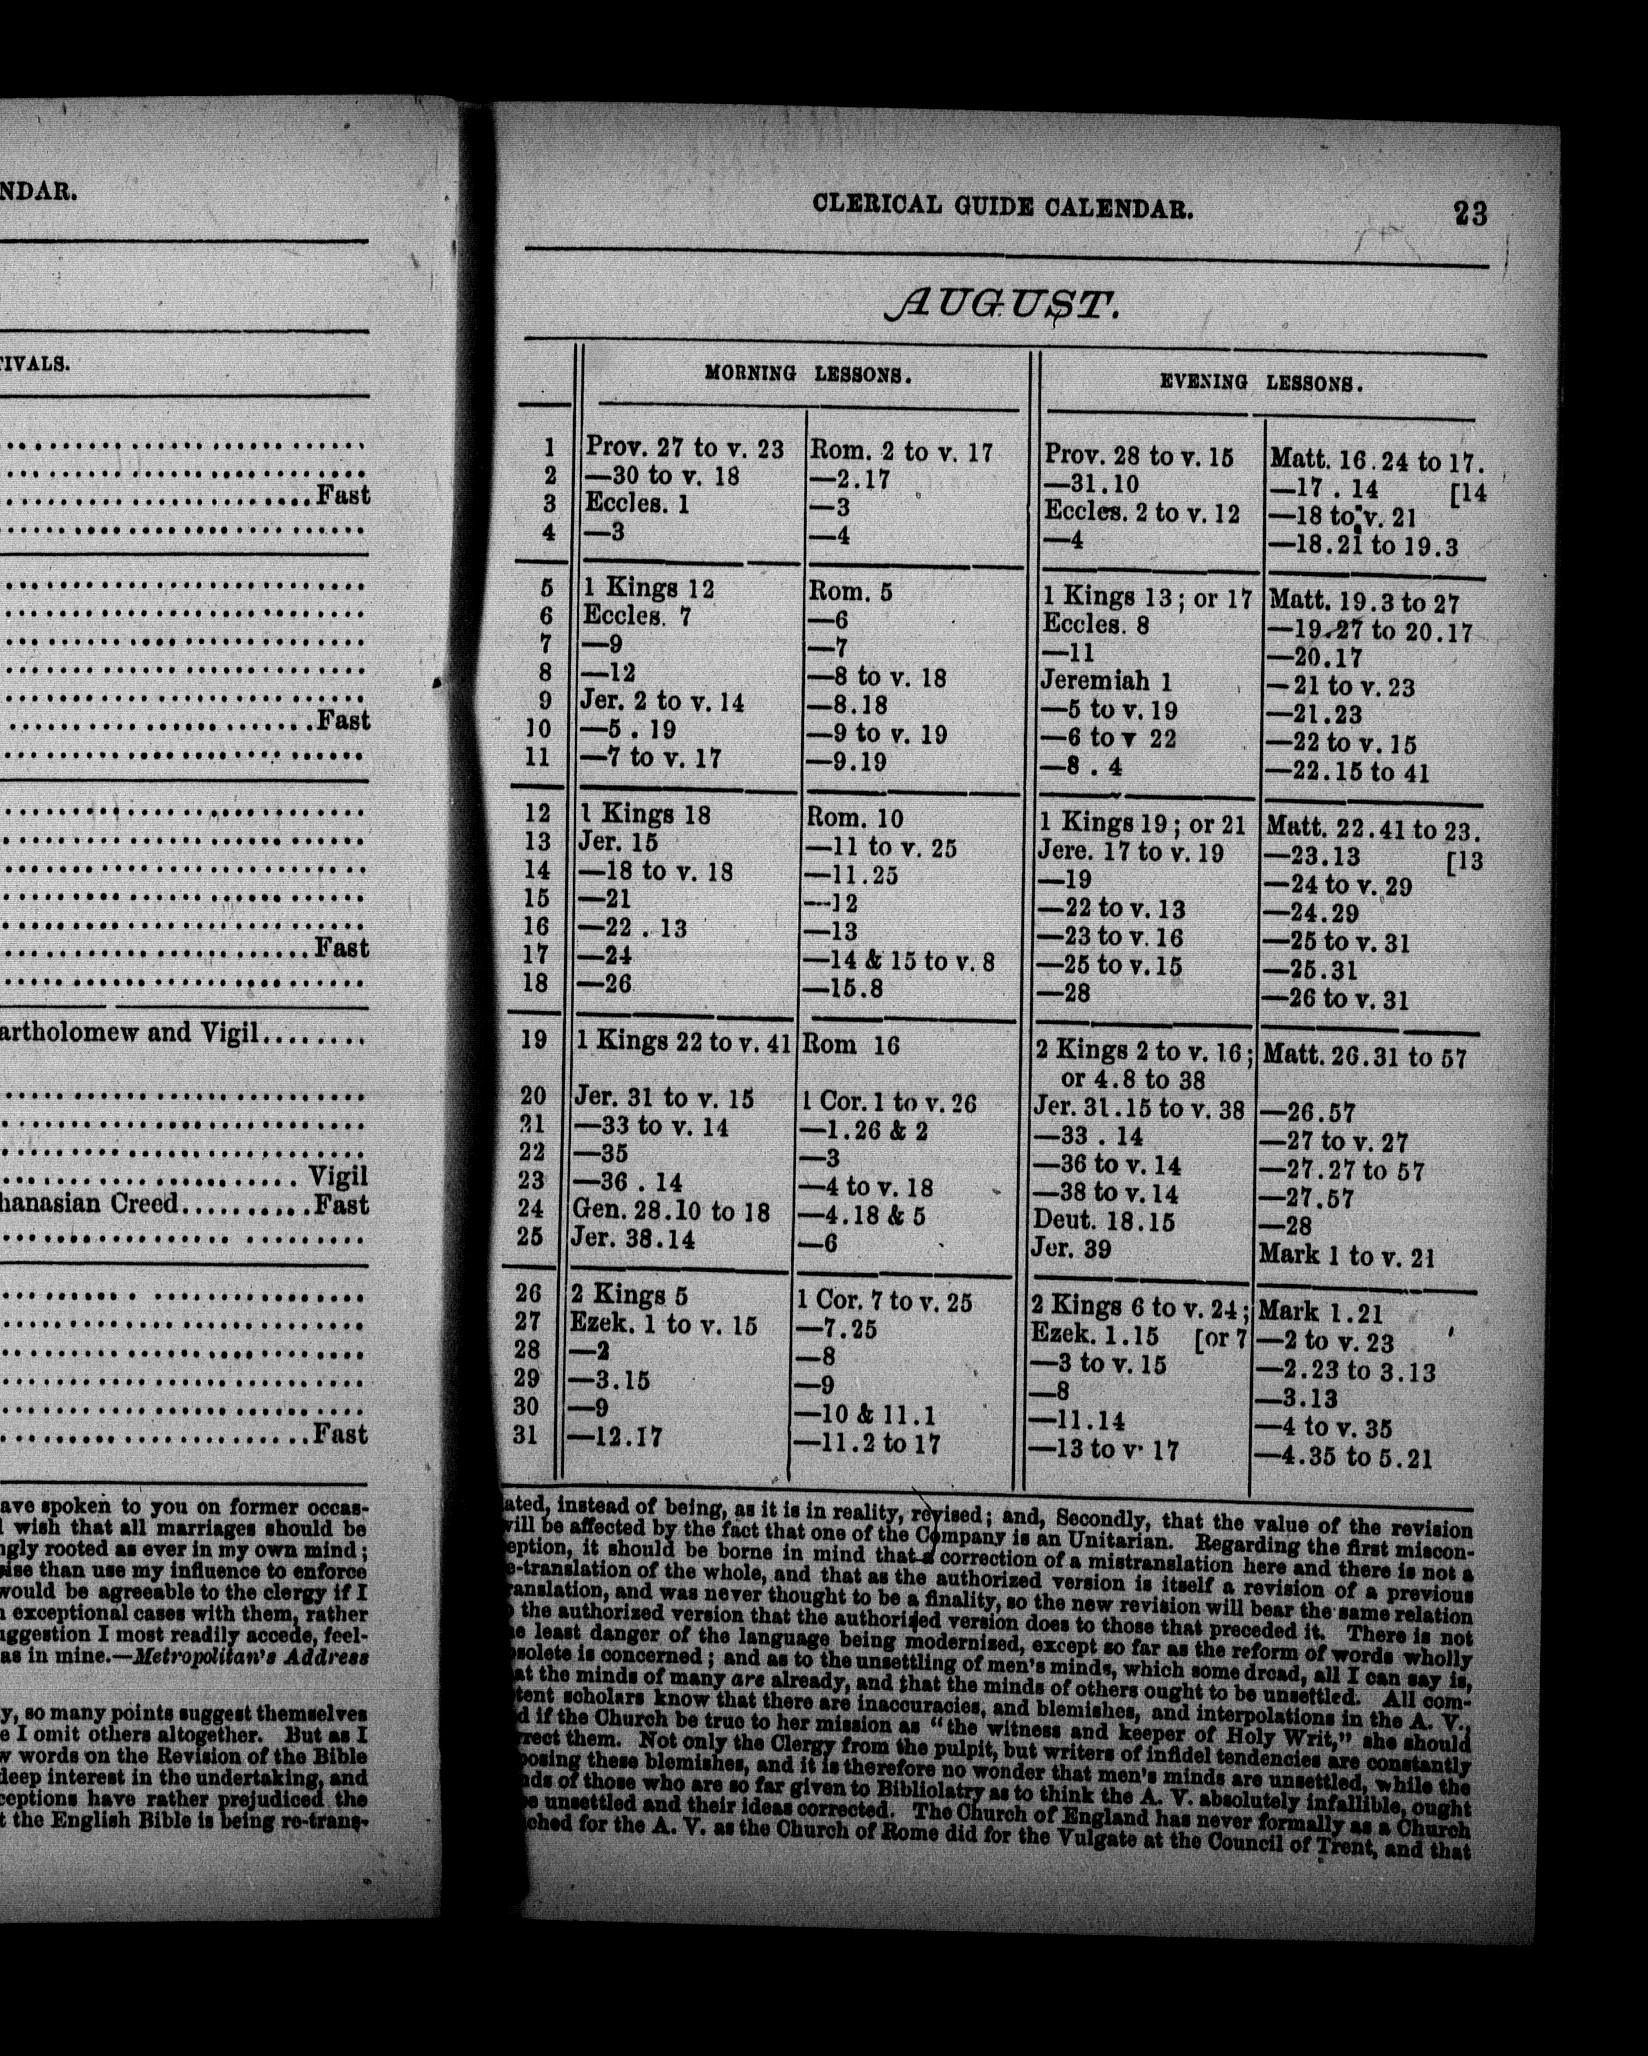 NDAR.
TIVALS.
Fast
Fast
Fast
artholomew and Vigil........
Vigil
hanasian Creed..........Fast
Fast
ave spoken to you on former occas-
wish that all marriages should be
ngly rooted as ever in my own mind;
than use my influence to enforce
would be agreeable to the clergy if I
exceptional cases with them, rather
ggestion I most readily accede, feel-
as in mine.—Metropolitan's Address
y, so many points suggest themselves
e I omit others altogether. But as I
w words on the Revision of the Bible
deep interest in the undertaking, and
ceptions have rather prejudiced the
t the English Bible is being re-trans-
CLERICAL GUIDE CALENDAR. 23
AUGUST.
MORNING LESSONS. EVENING LESSONS.
1 Prov. 27 to v. 23 Rom. 2 to v. 17 Prov. 28 to v. 15 Matt. 16.24 to 17.
2 —30 to v. 18 —2.17 —31.10 —17 . 14 [14
3 Eccles. 1 —3 Eccles. 2 to v. 12 —18 to v. 21
4 —3 —4 —4 —18.21 to 19.3
5 1 Kings 12 Rom. 5 1 Kings 13; or 17 Matt. 19.3 to 27
6 Eccles. 7 —6 Eccles. 8 —19.27 to 20.17
7 —9 —7 —11 —20.17
8 —12 —8 to v. 18 Jeremiah 1 —21 to v. 23
9 Jer. 2 to v. 14 —8.18 —5 to v. 19 —21.23
10 —5 . 19 —9 to v. 19 —6 to v 22 —22 to v. 15
11 —7 to v. 17 —9.19 —8 . 4 —22.15 to 41
12 1 Kings 18 Rom. 10 1 Kings 19; or 21 Matt. 22.41 to 23.
13 Jer. 15 —11 to v. 25 Jere. 17 to v. 19 —23.13 [13
14 —18 to v. 18 —11.25 —19 —24 to v. 29
15 —21 —12 —22 to v. 13 —24.29
16 —22 . 13 —13 —23 to v. 16 —25 to v. 31
17 —24 —14 & 15 to v. 8 —25 to v. 15 —25.31
18 —26 —15.8 —28 —26 to v. 31
19 1 Kings 22 to v. 41 Rom 16 2 Kings 2 to v. 16; Matt. 26.31 to 57
or 4.8 to 38
20 Jer. 31 to v. 15 1 Cor. 1 to v. 26 Jer. 31.15 to v. 38 —26.57
21 —33 to v. 14 —1.26 & 2 —33 . 14 —27 to v. 27
22 —35 —3 —36 to v. 14 —27.27 to 57
23 —36 . 14 —4 to v. 18 —38 to v. 14 —27.57
24 Gen. 28.10 to 18 —4.18 & 5 Deut. 18.15 —28
25 Jer. 38.14 —6 Jer. 39 Mark 1 to v. 21
26 2 Kings 5 1 Cor. 7 to v. 25 2 Kings 6 to v. 24; Mark 1.21
27 Ezek. 1 to v. 15 —7.25 Ezek. 1.15 [or 7 —2 to v. 23
28 —2 —8 —3 to v. 15 —2.23 to 3.13
29 —3.15 —9 —8 —3.13
30 —9 —10 & 11.1 —11.14 —4 to v. 35
31 —12.17 —11.2 to 17 —13 to v. 17 —4.35 to 5.21
ated, instead of being, as it is in reality, revised; and, Secondly, that the value of the revision
will be affected by the fact that one of the Company is an Unitarian. Regarding the first miscon-
eption, it should be borne in mind that a correction of a mistranslation here and there is not a
e-translation of the whole, and that as the authorized version is itself a revision of a previous
ranslation, and was never thought to be a finality, so the new revision will bear the same relation
the authorized version that the authorized version does to those that preceded it. There is not
e least danger of the language being modernised, except so far as the reform of words wholly
solete is concerned; and as to the unsettling of men's minds, which some dread, all I can say is,
at the minds of many are already, and that the minds of others ought to be unsettled. All com-
tent scholars know that there are inaccuracies, and blemishes, and interpolations in the A. V.,
d if the Church be true to her mission as "the witness and keeper of Holy Writ," she should
rrect them. Not only the Clergy from the pulpit, but writers of infidel tendencies are constantly
posing these blemishes, and it is therefore no wonder that men's minds are unsettled, while the
nds of those who are so far given to Bibliolatry as to think the A. V. absolutely infallible, ought
e unsettled and their ideas corrected. The Church of England has never formally as a Church
ched for the A. V. as the Church of Rome did for the Vulgate at the Council of Trent, and that